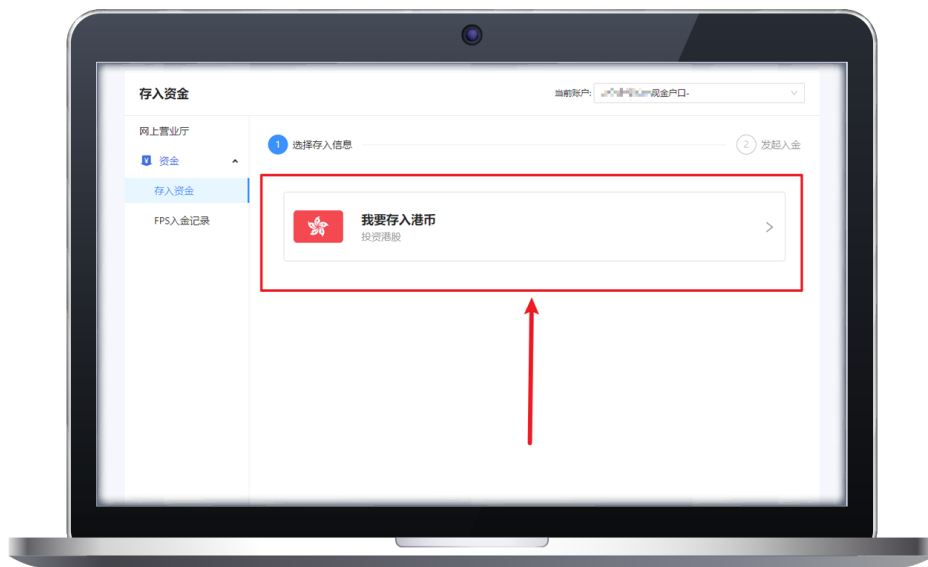 存入资金
当前账户: 现金户口-
网上营业厅
1 选择存入信息
2 发起入金
资金
存入资金
FPS入金记录
我要存入港币
投资港股